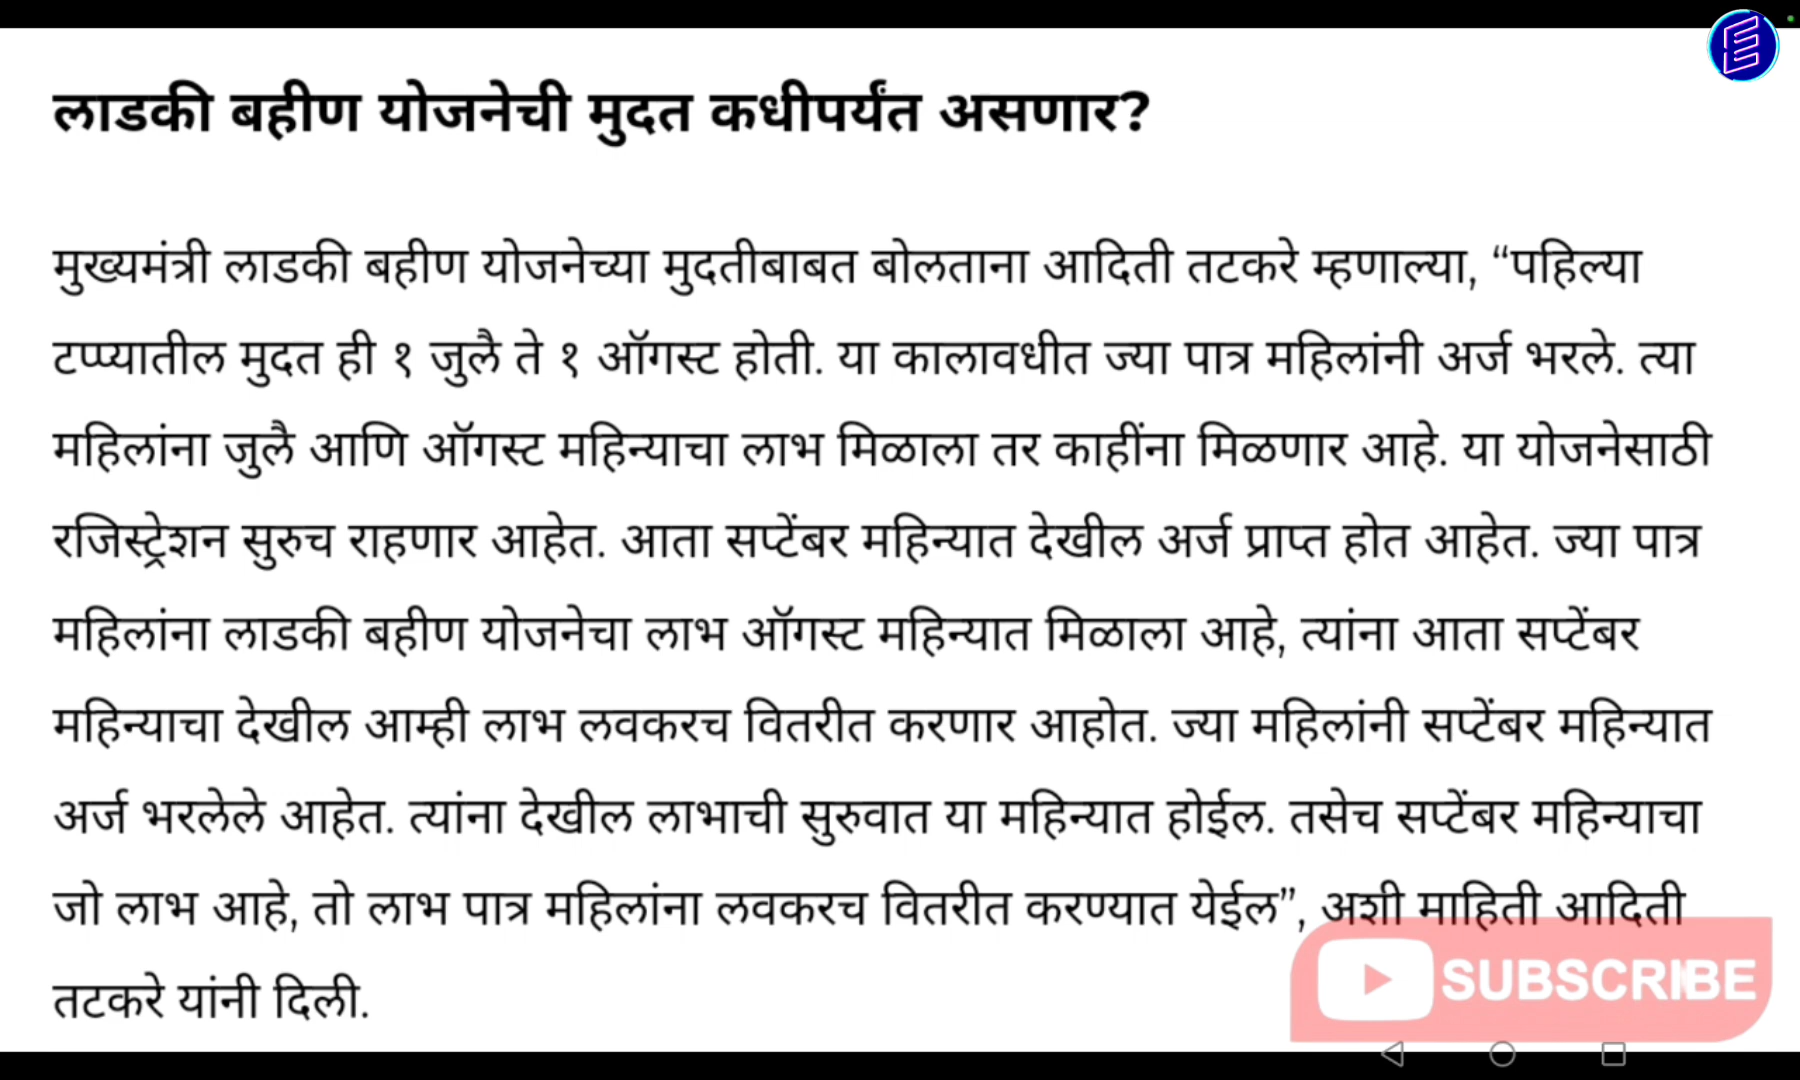 लाडकी बहीण योजनेची मुदत कधीपर्यंत असणार?
मुख्यमंत्री लाडकी बहीण योजनेच्या मुदतीबाबत बोलताना आदिती तटकरे म्हणाल्या, “पहिल्या
टप्प्यातील मुदत ही १ जुलै ते १ ऑगस्ट होती. या कालावधीत ज्या पात्र महिलांनी अर्ज भरले. त्या
महिलांना जुलै आणि ऑगस्ट महिन्याचा लाभ मिळाला तर काहींना मिळणार आहे. या योजनेसाठी
रजिस्ट्रेशन सुरुच राहणार आहेत. आता सप्टेंबर महिन्यात देखील अर्ज प्राप्त होत आहेत. ज्या पात्र
महिलांना लाडकी बहीण योजनेचा लाभ ऑगस्ट महिन्यात मिळाला आहे, त्यांना आता सप्टेंबर
महिन्याचा देखील आम्ही लाभ लवकरच वितरीत करणार आहोत. ज्या महिलांनी सप्टेंबर महिन्यात
अर्ज भरलेले आहेत. त्यांना देखील लाभाची सुरुवात या महिन्यात होईल. तसेच सप्टेंबर महिन्याचा
जो लाभ आहे, तो लाभ पात्र महिलांना लवकरच वितरीत करण्यात येईल”, अशी माहिती आदिती
तटकरे यांनी दिली.
SUBSCRIBE